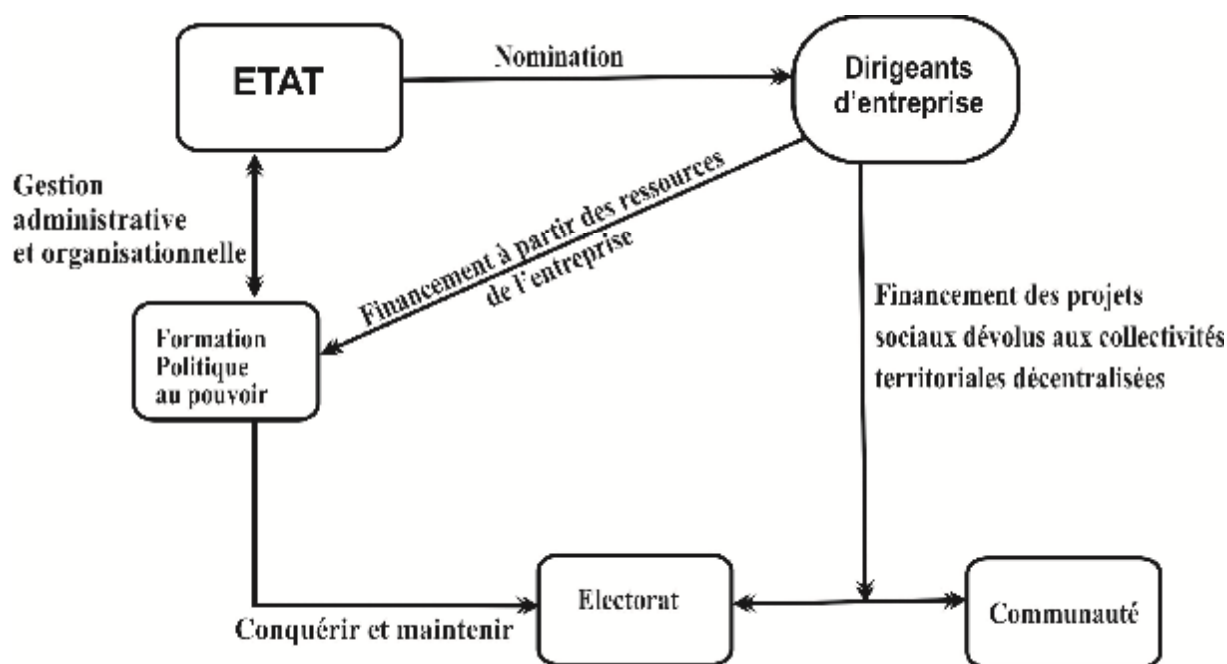 ETAT
Nomination
Dirigeants
d'entreprise
Gestion
administrative
et organisationnelle
Financement à partir des ressources
de l'entreprise
Formation
Politique
au pouvoir
Financement des projets
sociaux dévolus aux collectivités
territoriales décentralisées
Electorat
Communauté
Conquérir et maintenir